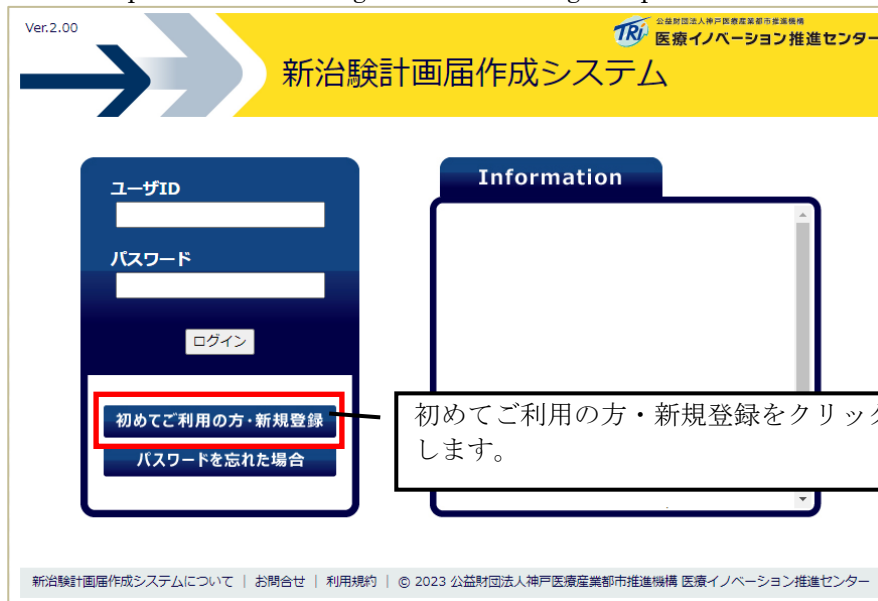 Ver.2.00
TRi 公益財団法人神戸医療産業都市推進機構
医療イノベーション推進センター
新治験計画届作成システム
ユーザID
パスワード
ログイン
初めてご利用の方・新規登録
パスワードを忘れた場合
Information
初めてご利用の方・新規登録をクリック
します。
新治験計画届作成システムについて | お問合せ | 利用規約 | © 2023 公益財団法人神戸医療産業都市推進機構 医療イノベーション推進センター